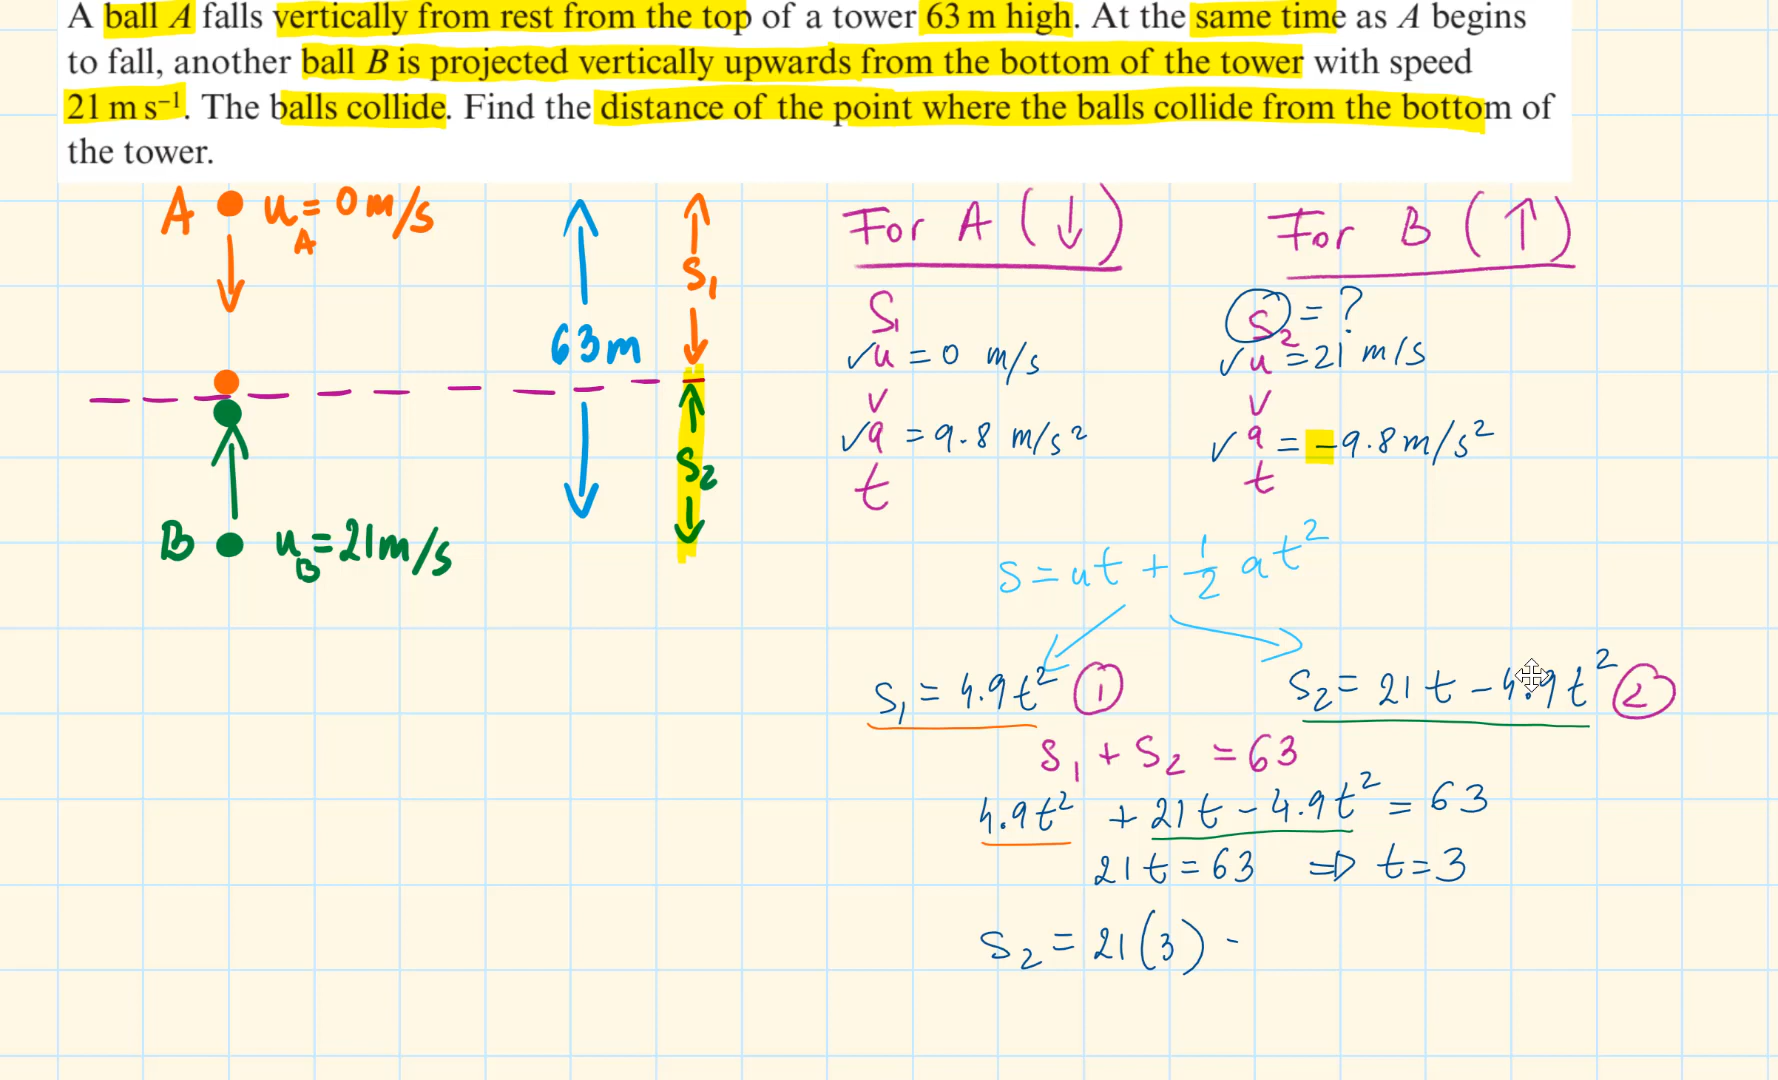 A ball A falls vertically from rest from the top of a tower 63 m high. At the same time as A begins
to fall, another ball B is projected vertically upwards from the bottom of the tower with speed
21 m s⁻¹. The balls collide. Find the distance of the point where the balls collide from the bottom of
the tower.
A u_A = 0 m/s
63 m
S₁
S₂
B u_B = 21 m/s
For A (↓)
S₁
✓u = 0 m/s
v
✓a = 9.8 m/s²
t
For B (↑)
S₂ = ?
✓u = 21 m/s
v
✓a = -9.8 m/s²
t
S = ut + 1/2 at²
S₁ = 4.9t² ①
S₂ = 21t - 4.9t² ②
S₁ + S₂ = 63
4.9t² + 21t - 4.9t² = 63
21t = 63 ⇒ t = 3
S₂ = 21(3) -